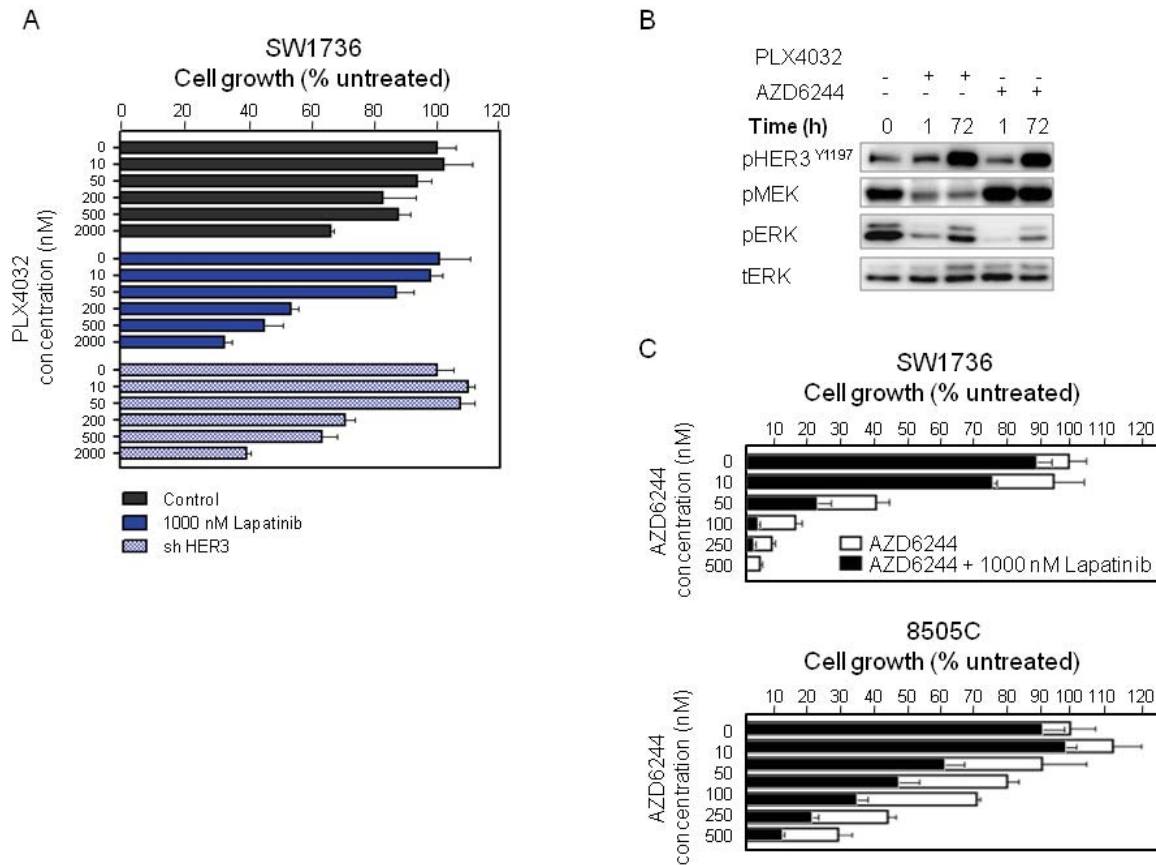 A
SW1736
Cell growth (% untreated)
0 20 40 60 80 100 120
PLX4032
concentration (nM)
0
10
50
200
500
2000
0
10
50
200
500
2000
0
10
50
200
500
2000
Control
1000 nM Lapatinib
sh HER3
B
PLX4032 - + + - -
AZD6244 - - - + +
Time (h) 0 1 72 1 72
pHER3 Y1197
pMEK
pERK
tERK
C
SW1736
Cell growth (% untreated)
10 20 30 40 50 60 70 80 90 100 110 120
AZD6244
concentration (nM)
0
10
50
100
250
500
AZD6244
AZD6244 + 1000 nM Lapatinib
8505C
Cell growth (% untreated)
10 20 30 40 50 60 70 80 90 100 110 120
AZD6244
concentration (nM)
0
10
50
100
250
500